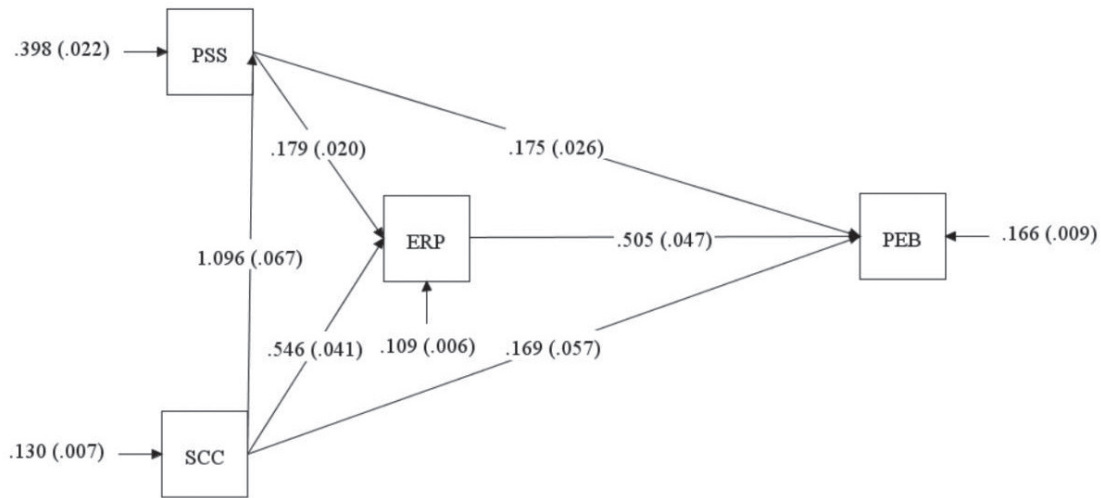 .398 (.022)
PSS
.179 (.020)
.175 (.026)
ERP
.505 (.047)
PEB
.166 (.009)
1.096 (.067)
.546 (.041)
.109 (.006)
.169 (.057)
.130 (.007)
SCC